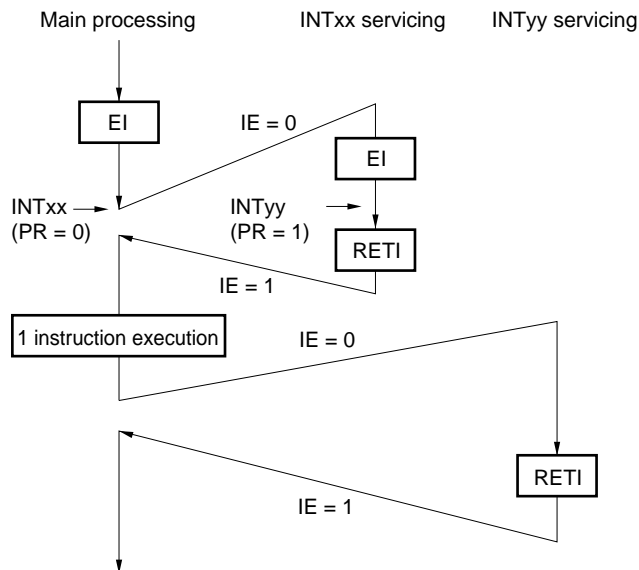 Main processing
INTxx servicing
INTyy servicing
EI
IE = 0
EI
INTxx
(PR = 0)
INTyy
(PR = 1)
RETI
IE = 1
1 instruction execution
IE = 0
RETI
IE = 1